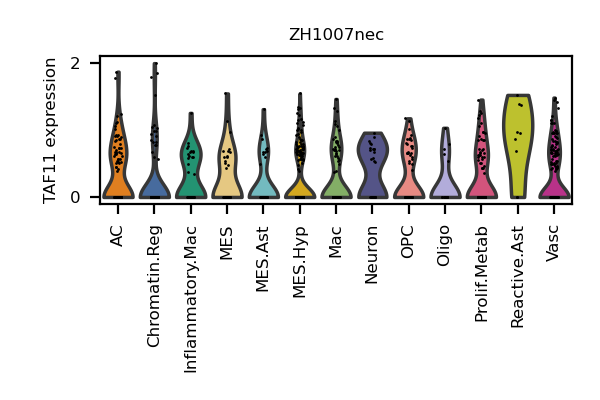 ZH1007nec
TAF11 expression
2
0
AC
Chromatin.Reg
Inflammatory.Mac
MES
MES.Ast
MES.Hyp
Mac
Neuron
OPC
Oligo
Prolif.Metab
Reactive.Ast
Vasc